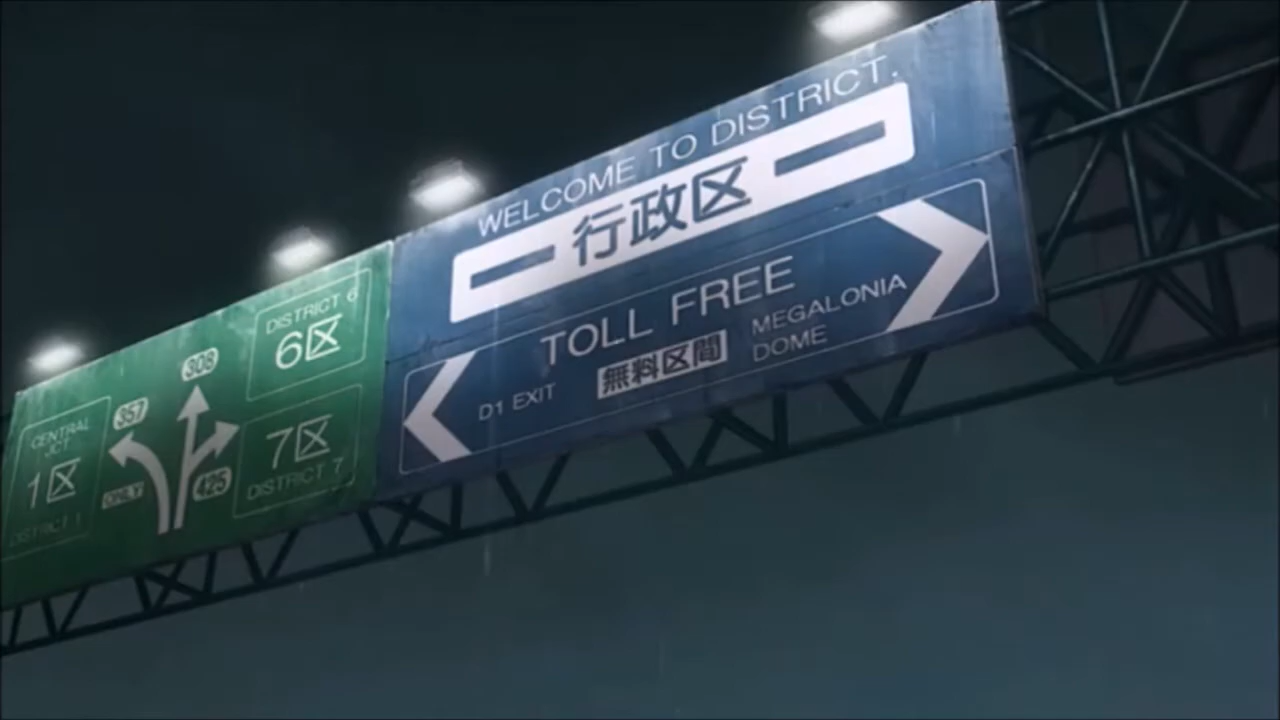 CENTRAL
JCT
1区
DISTRICT 1
357
ONLY
308
425
DISTRICT 6
6区
7区
DISTRICT 7
WELCOME TO DISTRICT.
行政区
TOLL FREE
D1 EXIT
無料区間
MEGALONIA
DOME